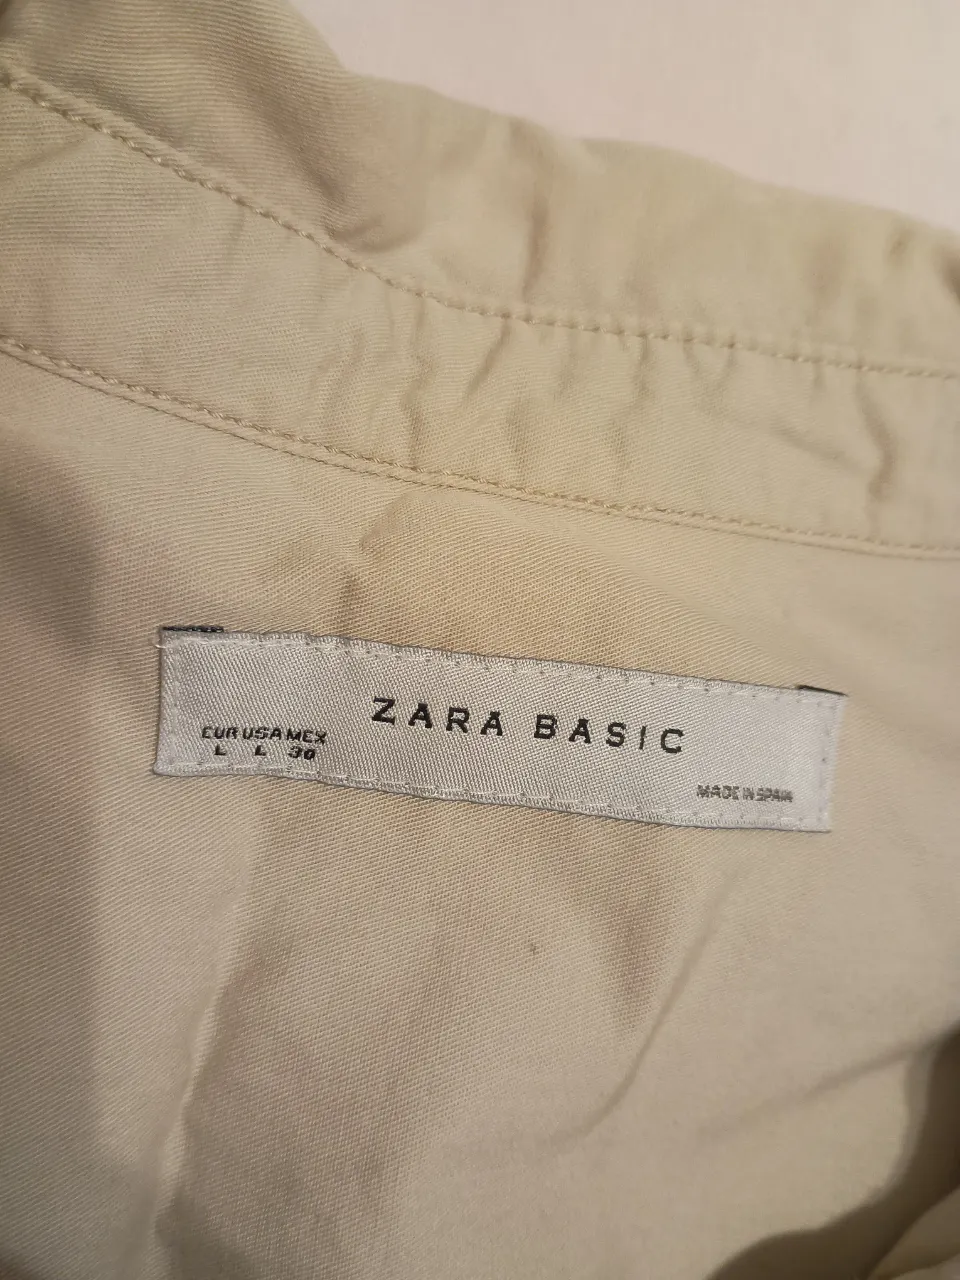 ZARA BASIC
EUR USA MEX
L L 30
MADE IN SPAIN